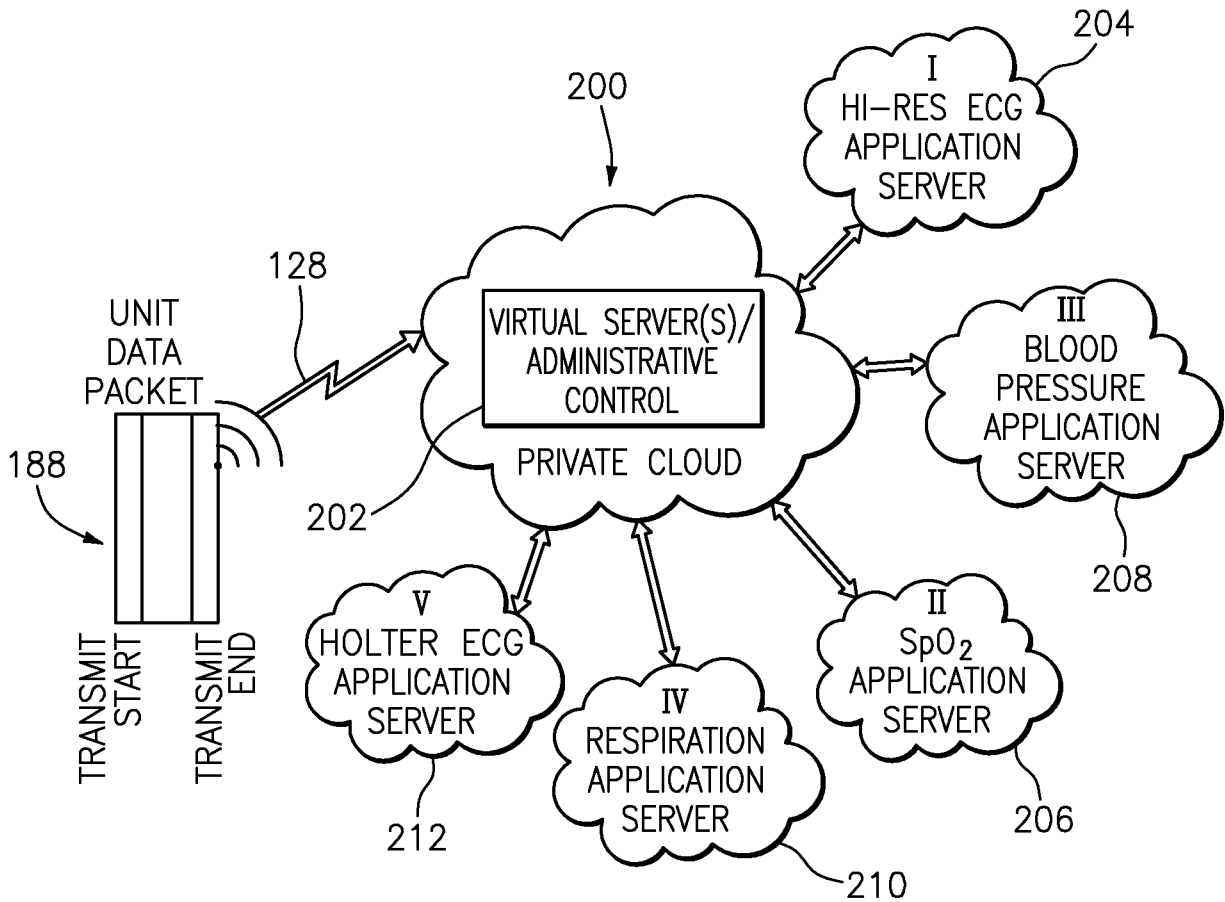 204
I
HI-RES ECG
APPLICATION
SERVER
200
128
UNIT
DATA
PACKET
188
TRANSMIT
START
TRANSMIT
END
VIRTUAL SERVER(S)/
ADMINISTRATIVE
CONTROL
PRIVATE CLOUD
202
III
BLOOD
PRESSURE
APPLICATION
SERVER
208
V
HOLTER ECG
APPLICATION
SERVER
212
IV
RESPIRATION
APPLICATION
SERVER
210
II
SpO₂
APPLICATION
SERVER
206